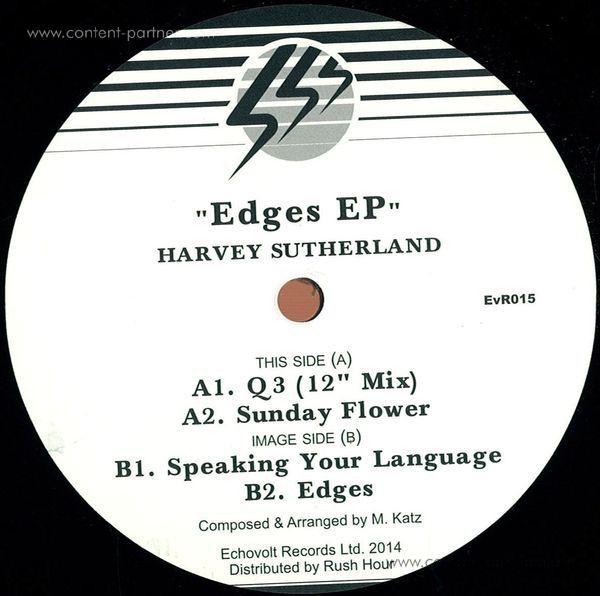 www.content-partner.com
"Edges EP"
HARVEY SUTHERLAND
EvR015
THIS SIDE (A)
A1. Q3 (12" Mix)
A2. Sunday Flower
IMAGE SIDE (B)
B1. Speaking Your Language
B2. Edges
Composed & Arranged by M. Katz
Echovolt Records Ltd. 2014
Distributed by Rush Hour